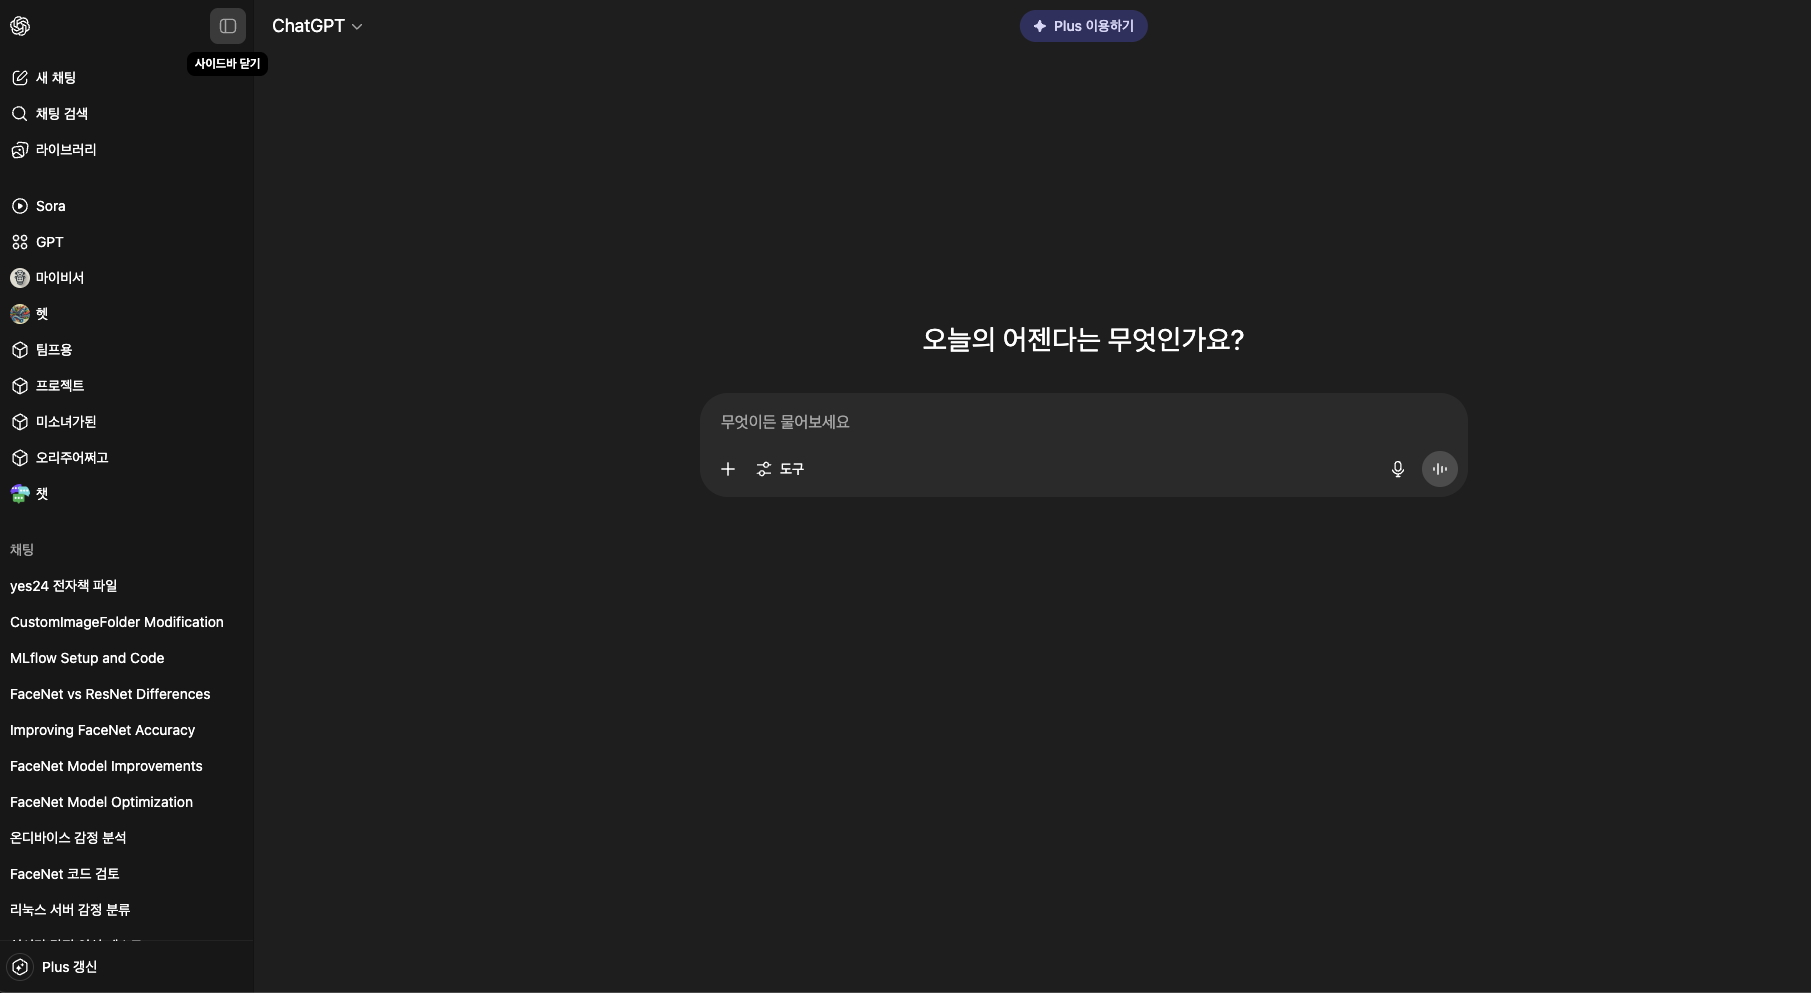 ChatGPT
Plus 이용하기
사이드바 닫기
새 채팅
채팅 검색
라이브러리
Sora
GPT
마이비서
헷
팀프용
프로젝트
미소녀가된
오리주어쩌고
챗
채팅
yes24 전자책 파일
CustomImageFolder Modification
MLflow Setup and Code
FaceNet vs ResNet Differences
Improving FaceNet Accuracy
FaceNet Model Improvements
FaceNet Model Optimization
온디바이스 감정 분석
FaceNet 코드 검토
리눅스 서버 감정 분류
Plus 갱신
오늘의 어젠다는 무엇인가요?
무엇이든 물어보세요
도구